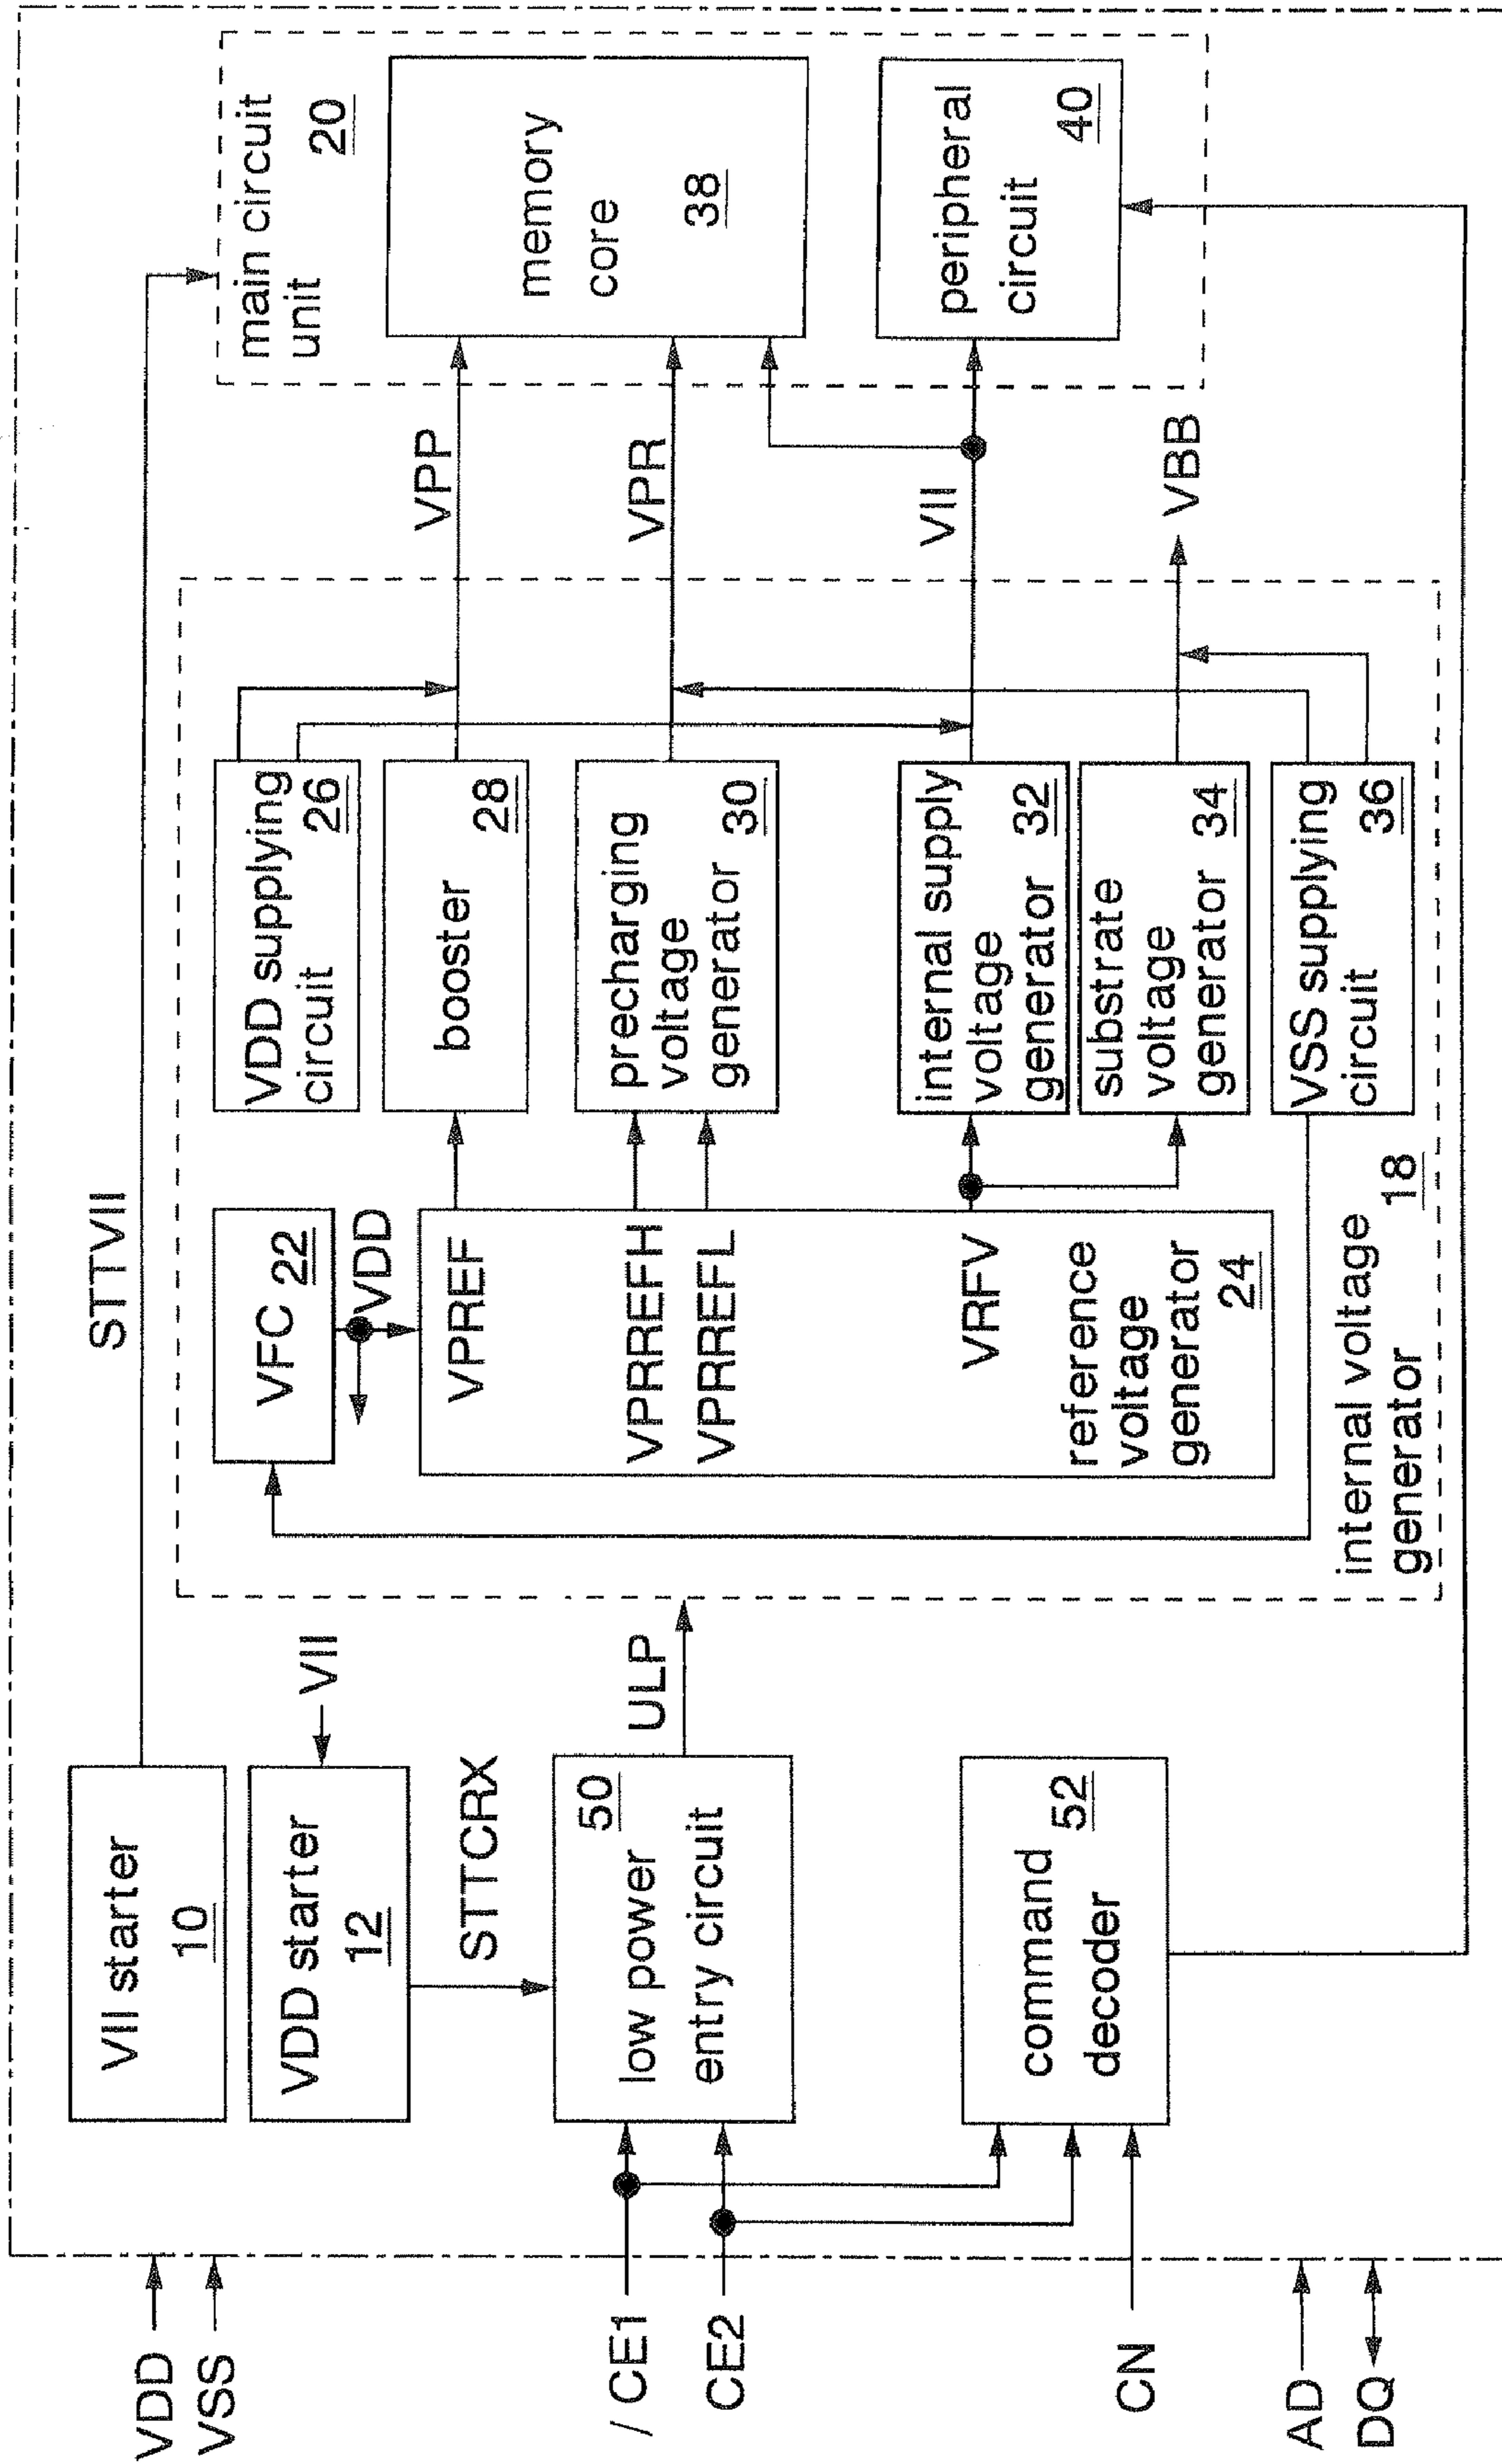 VDD
VSS
/ CE1
CE2
CN
AD
DQ
VII starter
10
VDD starter
12
VII
STTCRX
50
low power
entry circuit
ULP
command
decoder
52
STTVII
VFC 22
VDD
VPREF
VPRREFH
VPRREFL
VRFV
reference
voltage
generator
24
VDD supplying
circuit
26
booster
28
precharging
voltage
generator
30
internal supply
voltage
generator 32
substrate
voltage
generator 34
VSS supplying
circuit
36
internal voltage
generator
18
VPP
VPR
VII
VBB
main circuit
unit
20
memory
core
38
peripheral
circuit
40